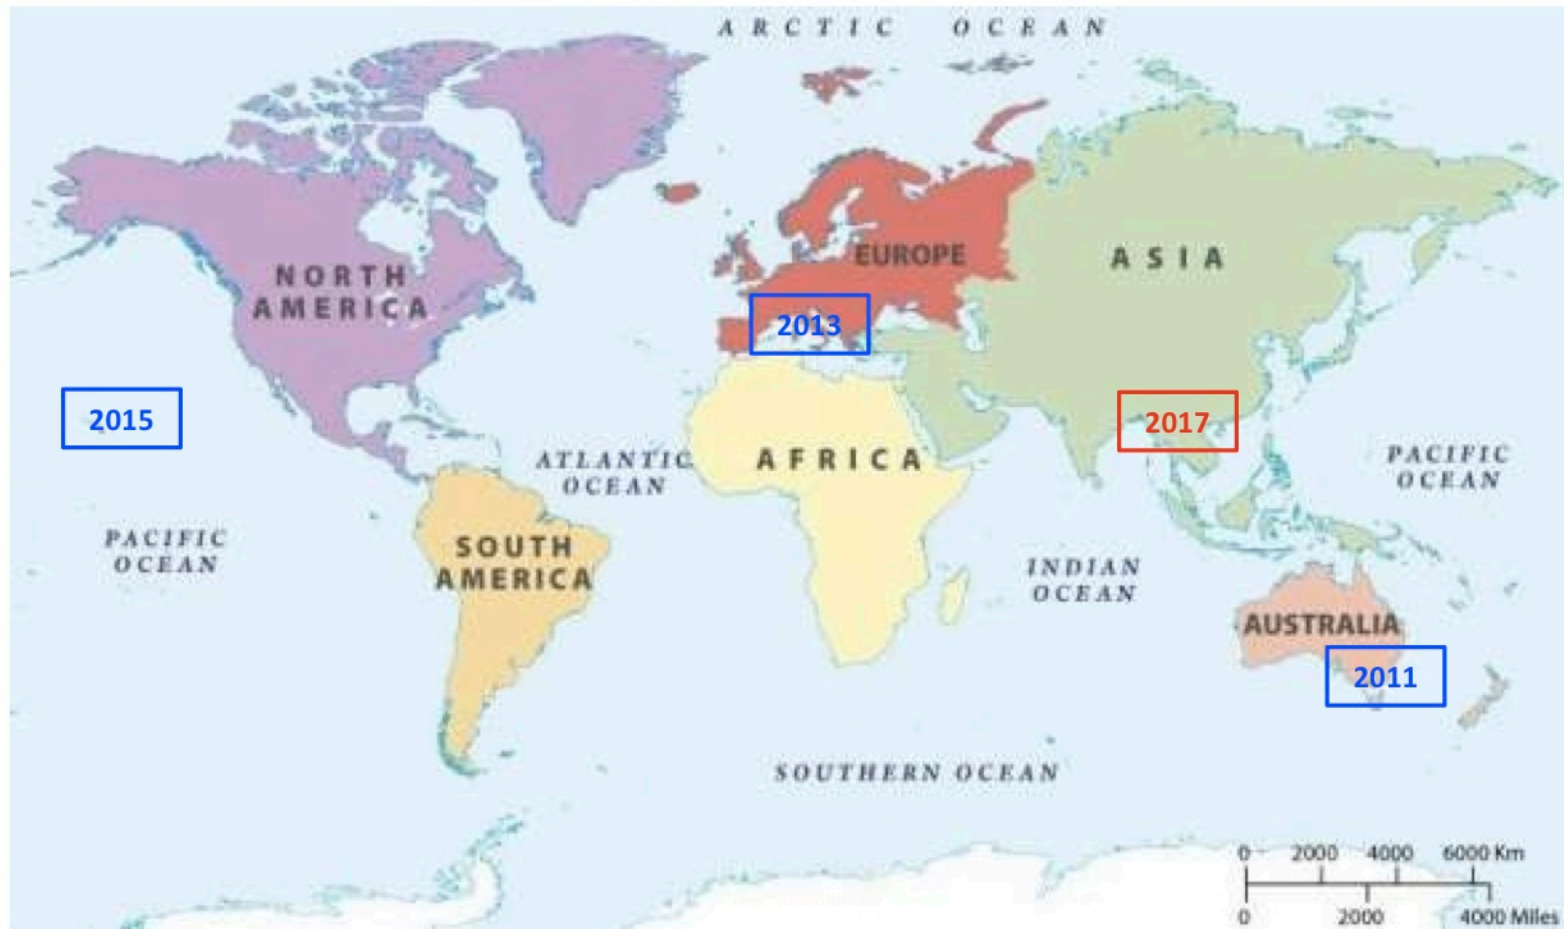 ARCTIC OCEAN
EUROPE
ASIA
NORTH
AMERICA
2013
2015
2017
ATLANTIC
OCEAN
AFRICA
PACIFIC
OCEAN
PACIFIC
OCEAN
SOUTH
AMERICA
INDIAN
OCEAN
AUSTRALIA
2011
SOUTHERN OCEAN
0 2000 4000 6000 Km
0 2000 4000 Miles